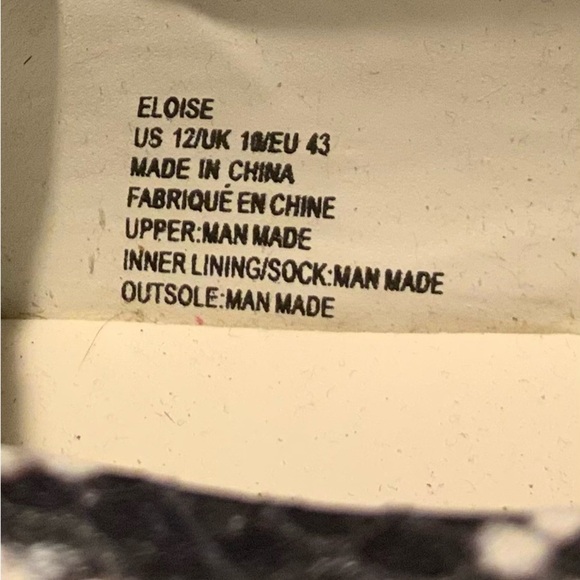 ELOISE
US 12/UK 10/EU 43
MADE IN CHINA
FABRIQUÉ EN CHINE
UPPER:MAN MADE
INNER LINING/SOCK:MAN MADE
OUTSOLE:MAN MADE